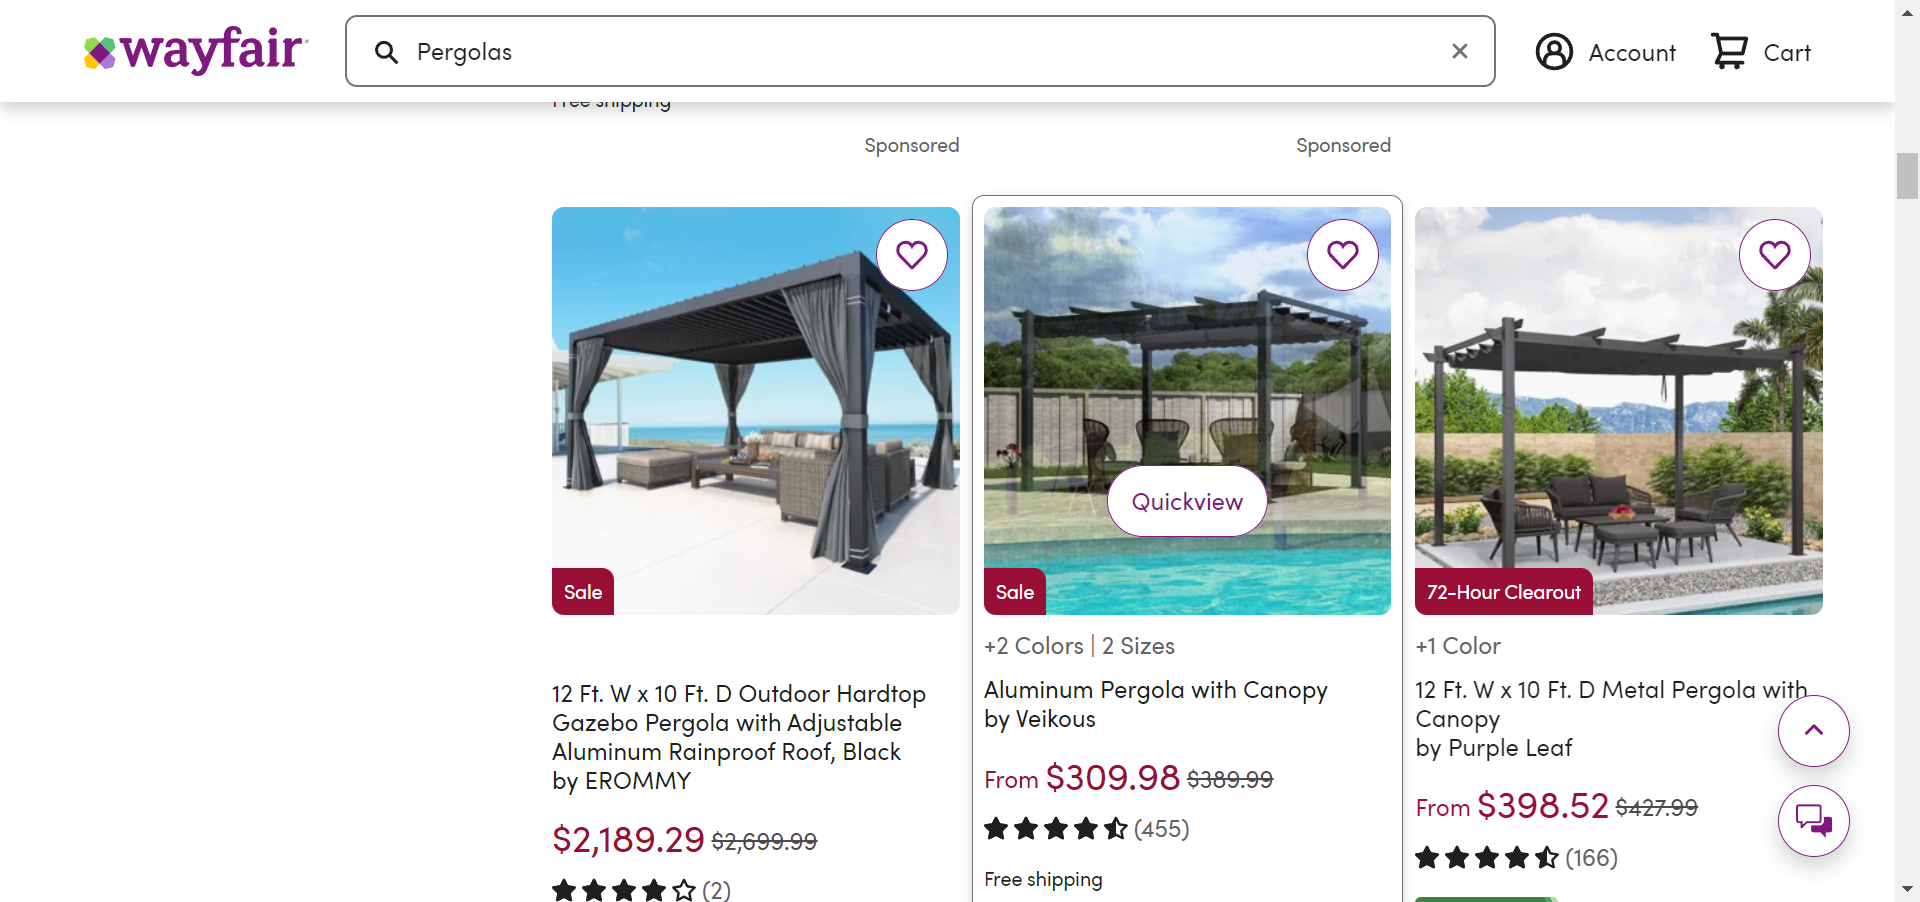 wayfair
Pergolas
Account
Cart
Free shipping
Sponsored
Sponsored
Sale
12 Ft. W x 10 Ft. D Outdoor Hardtop
Gazebo Pergola with Adjustable
Aluminum Rainproof Roof, Black
by EROMMY
$2,189.29 $2,699.99
(2)
Quickview
Sale
+2 Colors | 2 Sizes
Aluminum Pergola with Canopy
by Veikous
From $309.98 $389.99
(455)
Free shipping
72-Hour Clearout
+1 Color
12 Ft. W x 10 Ft. D Metal Pergola with
Canopy
by Purple Leaf
From $398.52 $427.99
(166)